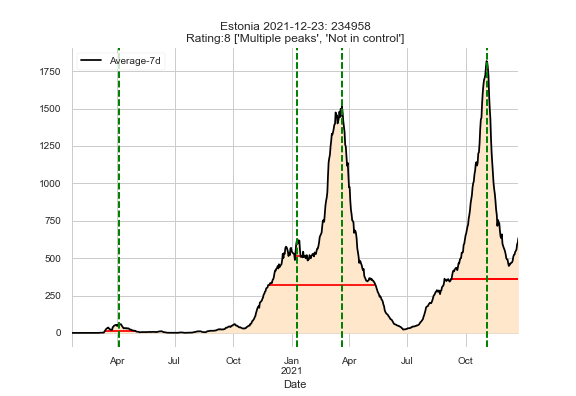 Estonia 2021-12-23: 234958
Rating:8 ['Multiple peaks', 'Not in control']
Average-7d
1750
1500
1250
1000
750
500
250
0
Apr Jul Oct Jan Apr Jul Oct
2021
Date